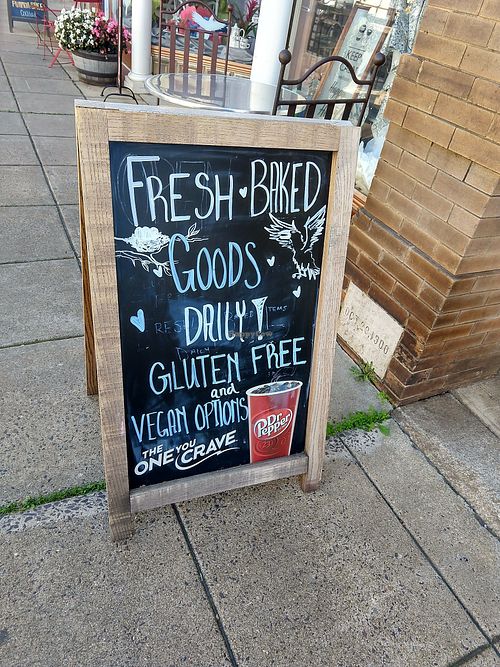 FRESH BAKED
GOODS
DAILY!
GLUTEN FREE
and
VEGAN OPTIONS
THE
ONE YOU
CRAVE
Dr
Pepper